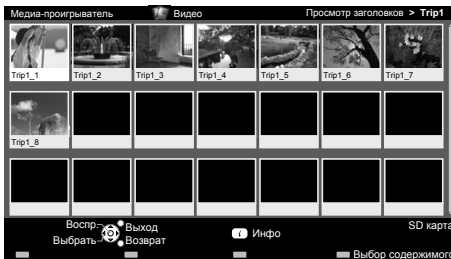 Медиа-проигрыватель Видео Просмотр заголовков > Trip1
Trip1_1 Trip1_2 Trip1_3 Trip1_4 Trip1_5 Trip1_6 Trip1_7
Trip1_8
Воспр. Выход Инфо SD карта
Выбрать Возврат
Выбор содержимого